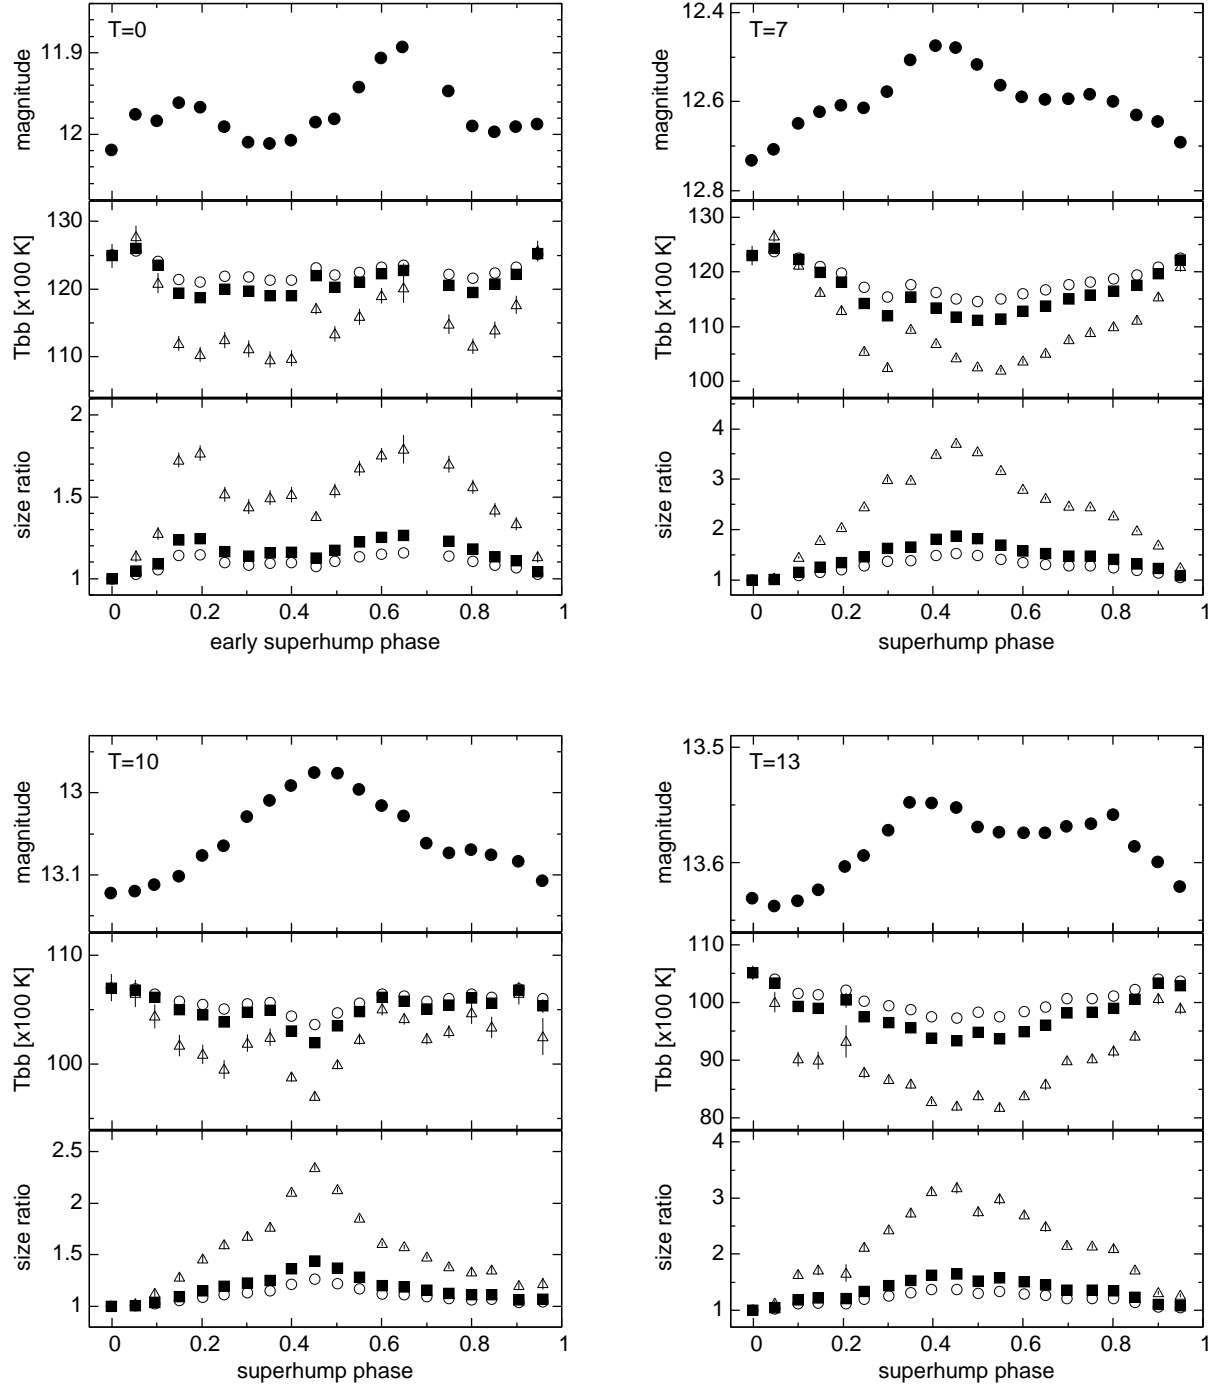 T=0
magnitude
11.9
12
Tbb [x100 K]
130
120
110
size ratio
2
1.5
1
0 0.2 0.4 0.6 0.8 1
early superhump phase
T=7
magnitude
12.4
12.6
12.8
Tbb [x100 K]
130
120
110
100
size ratio
4
3
2
1
0 0.2 0.4 0.6 0.8 1
superhump phase
T=10
magnitude
13
13.1
Tbb [x100 K]
110
100
size ratio
2.5
2
1.5
1
0 0.2 0.4 0.6 0.8 1
superhump phase
T=13
magnitude
13.5
13.6
Tbb [x100 K]
110
100
90
80
size ratio
4
3
2
1
0 0.2 0.4 0.6 0.8 1
superhump phase